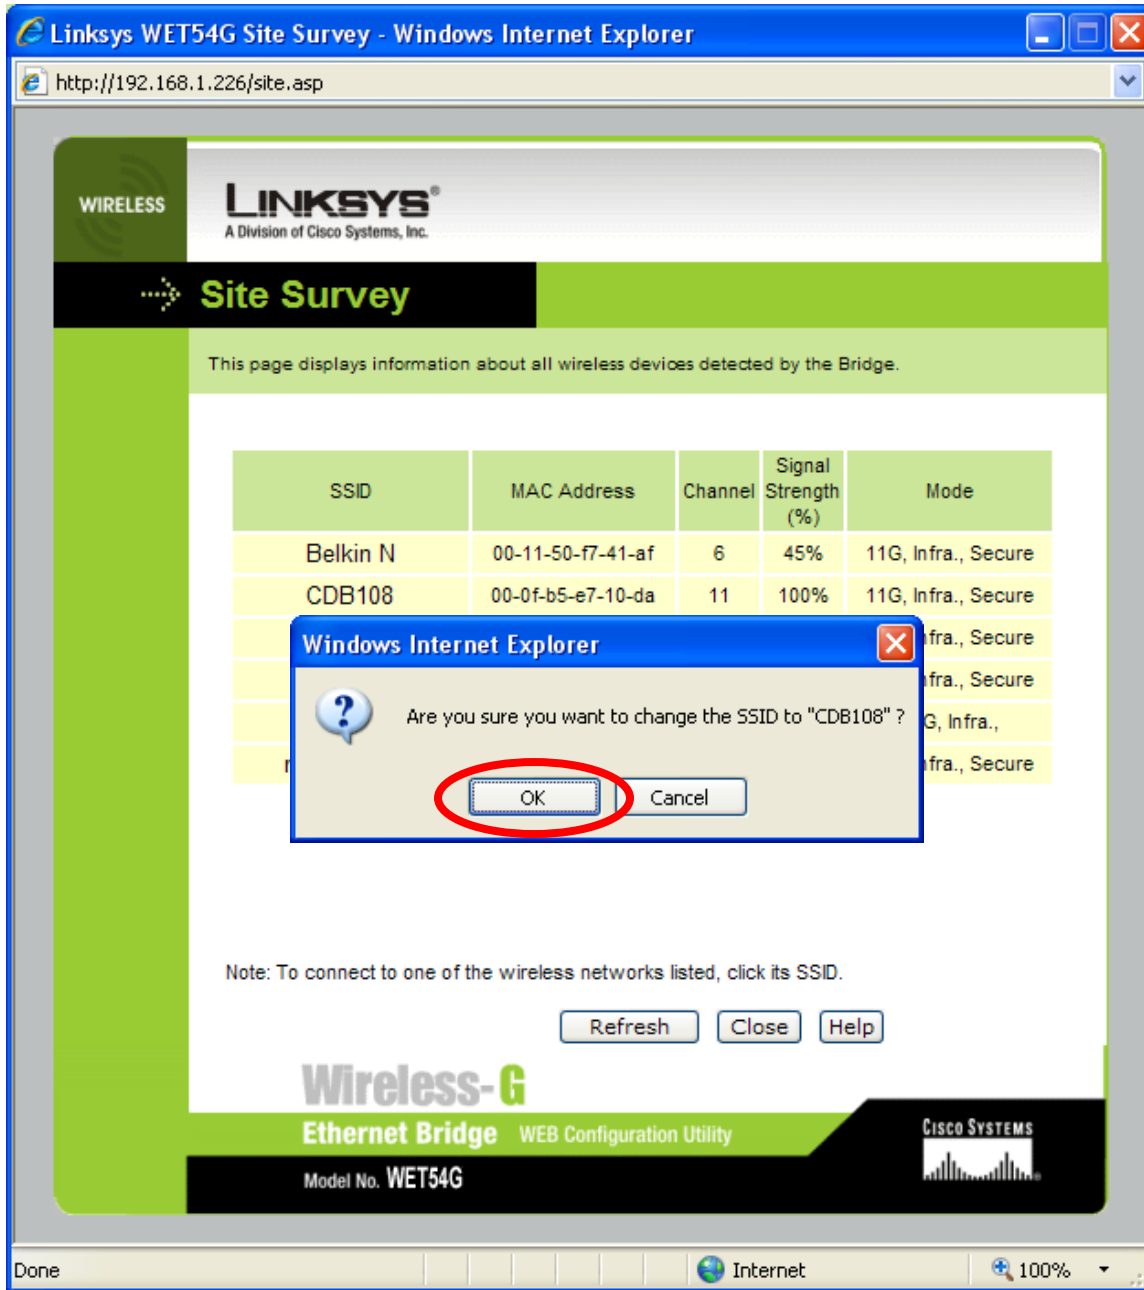 Linksys WET54G Site Survey - Windows Internet Explorer
http://192.168.1.226/site.asp
WIRELESS
LINKSYS®
A Division of Cisco Systems, Inc.
Site Survey
This page displays information about all wireless devices detected by the Bridge.
SSID MAC Address Channel Signal Strength (%) Mode
Belkin N 00-11-50-f7-41-af 6 45% 11G, Infra., Secure
CDB108 00-0f-b5-e7-10-da 11 100% 11G, Infra., Secure
Windows Internet Explorer
Are you sure you want to change the SSID to "CDB108" ?
OK Cancel
Secure
Secure
G, Infra.,
Secure
Note: To connect to one of the wireless networks listed, click its SSID.
Refresh Close Help
Wireless-G
Ethernet Bridge WEB Configuration Utility
Model No. WET54G
CISCO SYSTEMS
Done Internet 100%